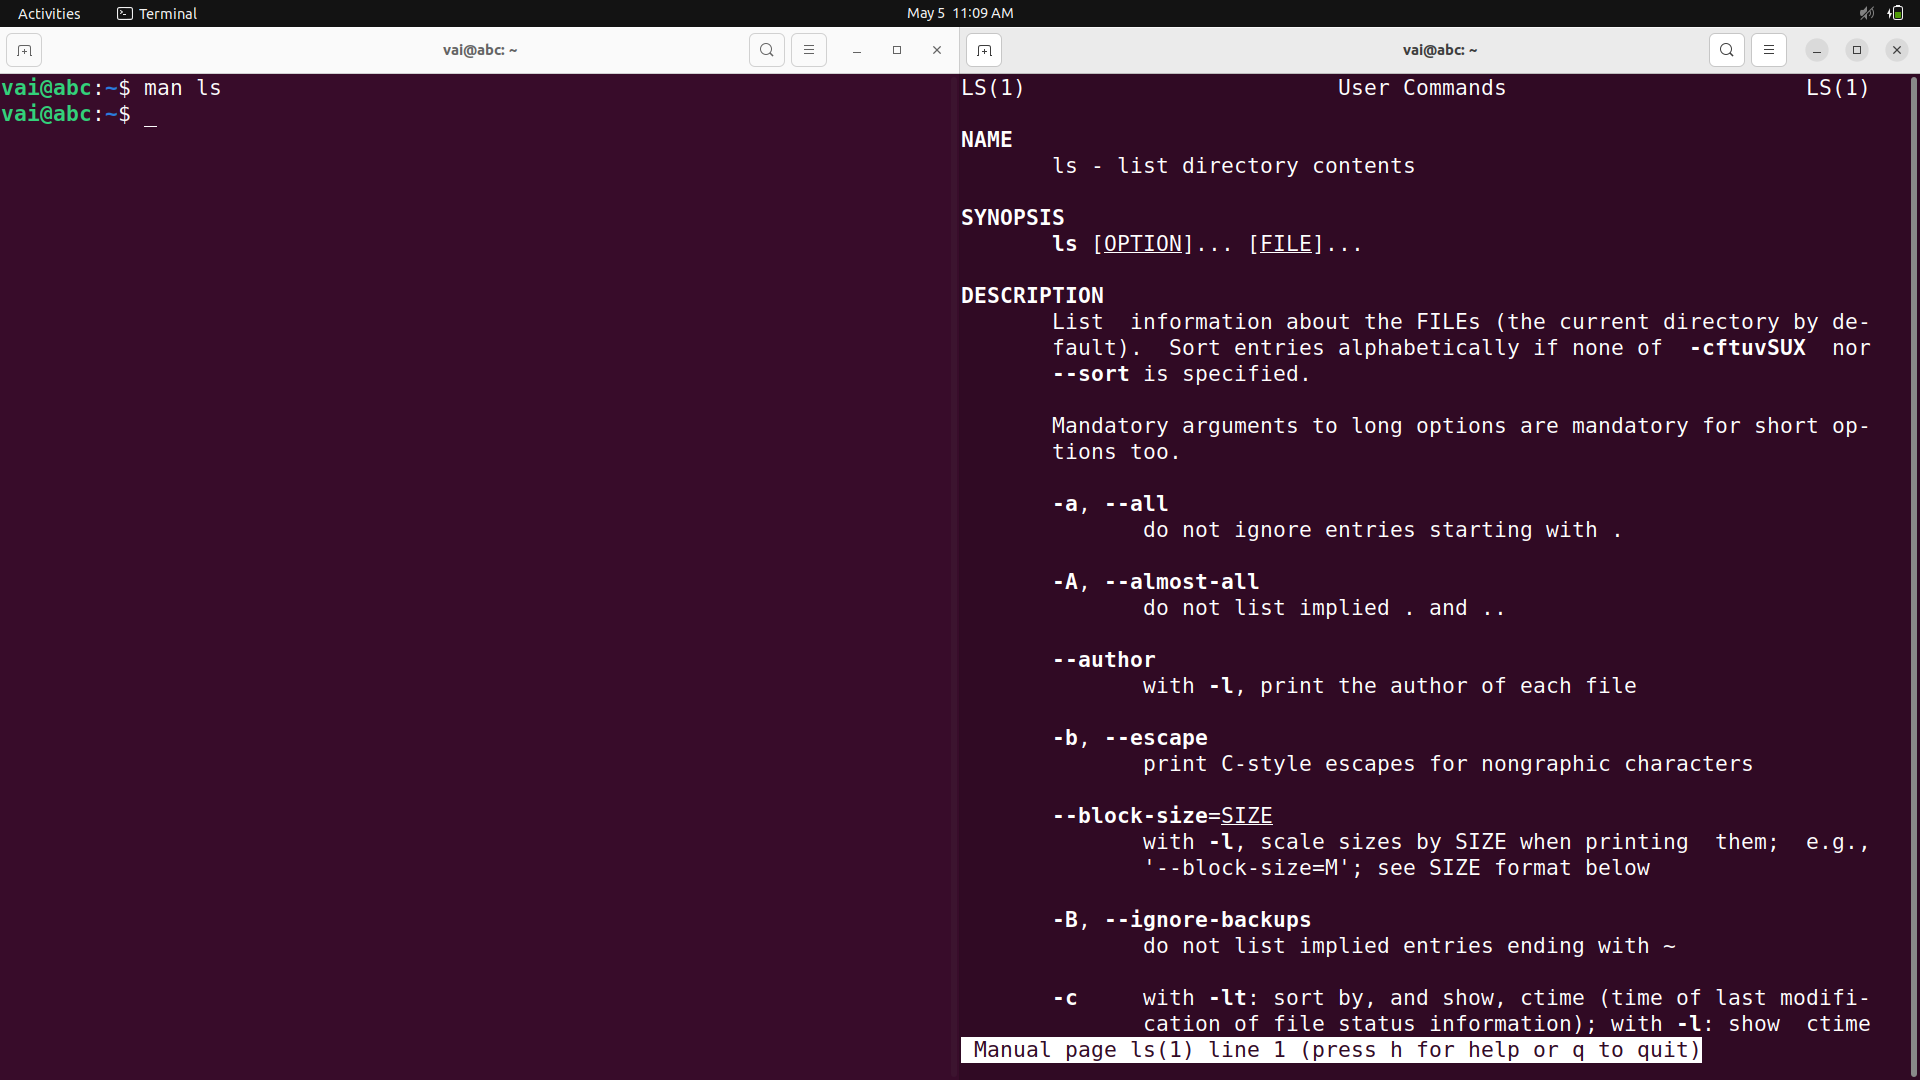 Activities Terminal May 5 11:09 AM
vai@abc: ~
vai@abc:~$ man ls
vai@abc:~$ _
vai@abc: ~
LS(1) User Commands LS(1)
NAME
ls - list directory contents
SYNOPSIS
ls [OPTION]... [FILE]...
DESCRIPTION
List information about the FILEs (the current directory by de-
fault). Sort entries alphabetically if none of -cftuvSUX nor
--sort is specified.
Mandatory arguments to long options are mandatory for short op-
tions too.
-a, --all
do not ignore entries starting with .
-A, --almost-all
do not list implied . and ..
--author
with -l, print the author of each file
-b, --escape
print C-style escapes for nongraphic characters
--block-size=SIZE
with -l, scale sizes by SIZE when printing them; e.g.,
'--block-size=M'; see SIZE format below
-B, --ignore-backups
do not list implied entries ending with ~
-c with -lt: sort by, and show, ctime (time of last modifi-
cation of file status information); with -l: show ctime
Manual page ls(1) line 1 (press h for help or q to quit)